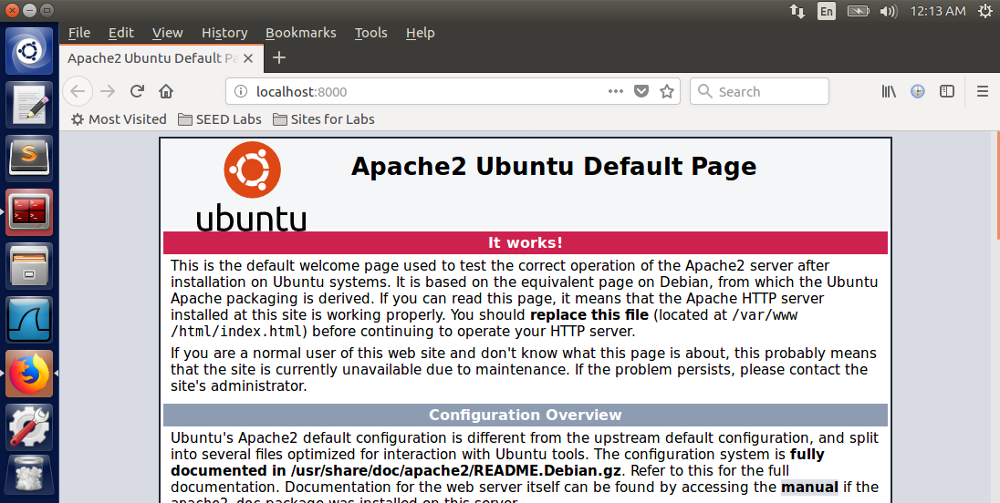 En
12:13 AM
File Edit View History Bookmarks Tools Help
Apache2 Ubuntu Default Pa
localhost:8000
Search
Most Visited SEED Labs Sites for Labs
ubuntu
Apache2 Ubuntu Default Page
It works!
This is the default welcome page used to test the correct operation of the Apache2 server after
installation on Ubuntu systems. It is based on the equivalent page on Debian, from which the Ubuntu
Apache packaging is derived. If you can read this page, it means that the Apache HTTP server
installed at this site is working properly. You should replace this file (located at /var/www
/html/index.html) before continuing to operate your HTTP server.
If you are a normal user of this web site and don't know what this page is about, this probably means
that the site is currently unavailable due to maintenance. If the problem persists, please contact the
site's administrator.
Configuration Overview
Ubuntu's Apache2 default configuration is different from the upstream default configuration, and split
into several files optimized for interaction with Ubuntu tools. The configuration system is fully
documented in /usr/share/doc/apache2/README.Debian.gz. Refer to this for the full
documentation. Documentation for the web server itself can be found by accessing the manual if the
apache2-doc package was installed on this server.